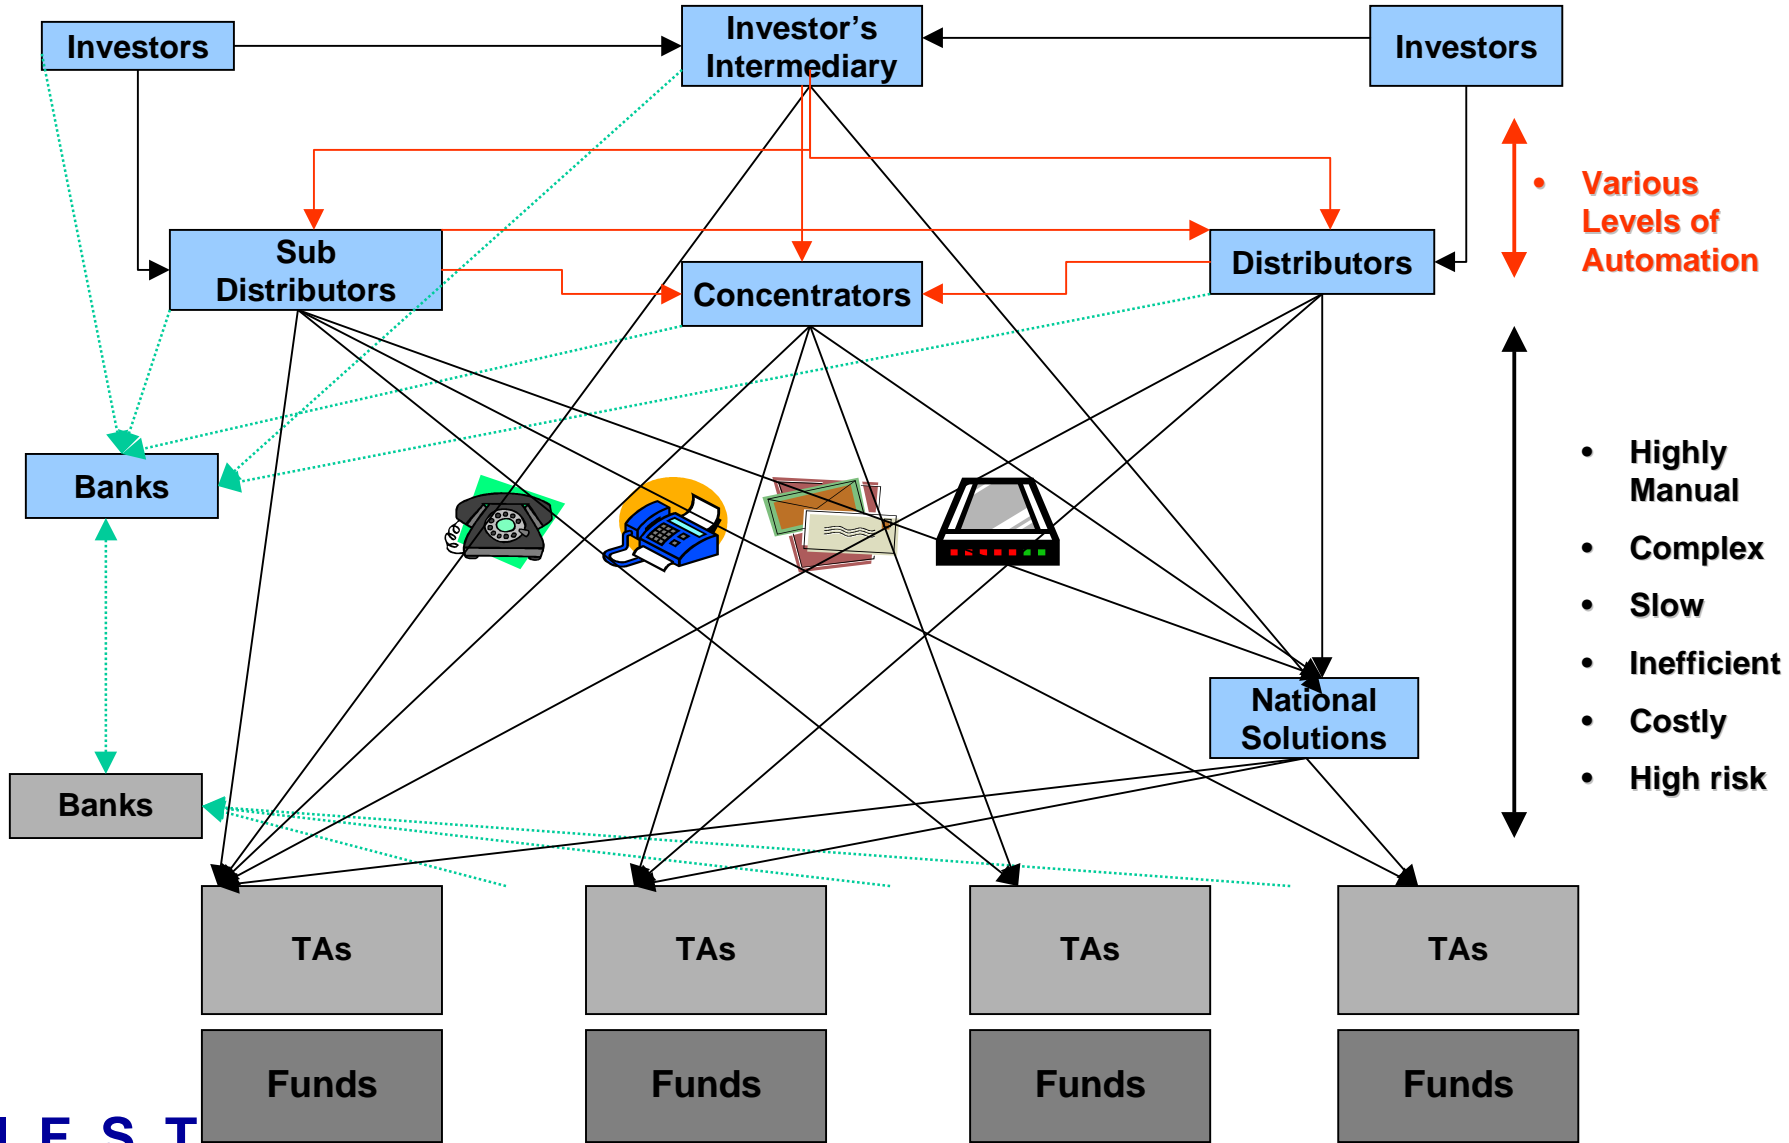 Investors
Investor's
Intermediary
Investors
• Various
Levels of
Automation
Sub
Distributors
Concentrators
Distributors
Banks
• Highly
Manual
• Complex
• Slow
• Inefficient
• Costly
• High risk
National
Solutions
Banks
TAs
TAs
TAs
TAs
Funds
Funds
Funds
Funds
E S T